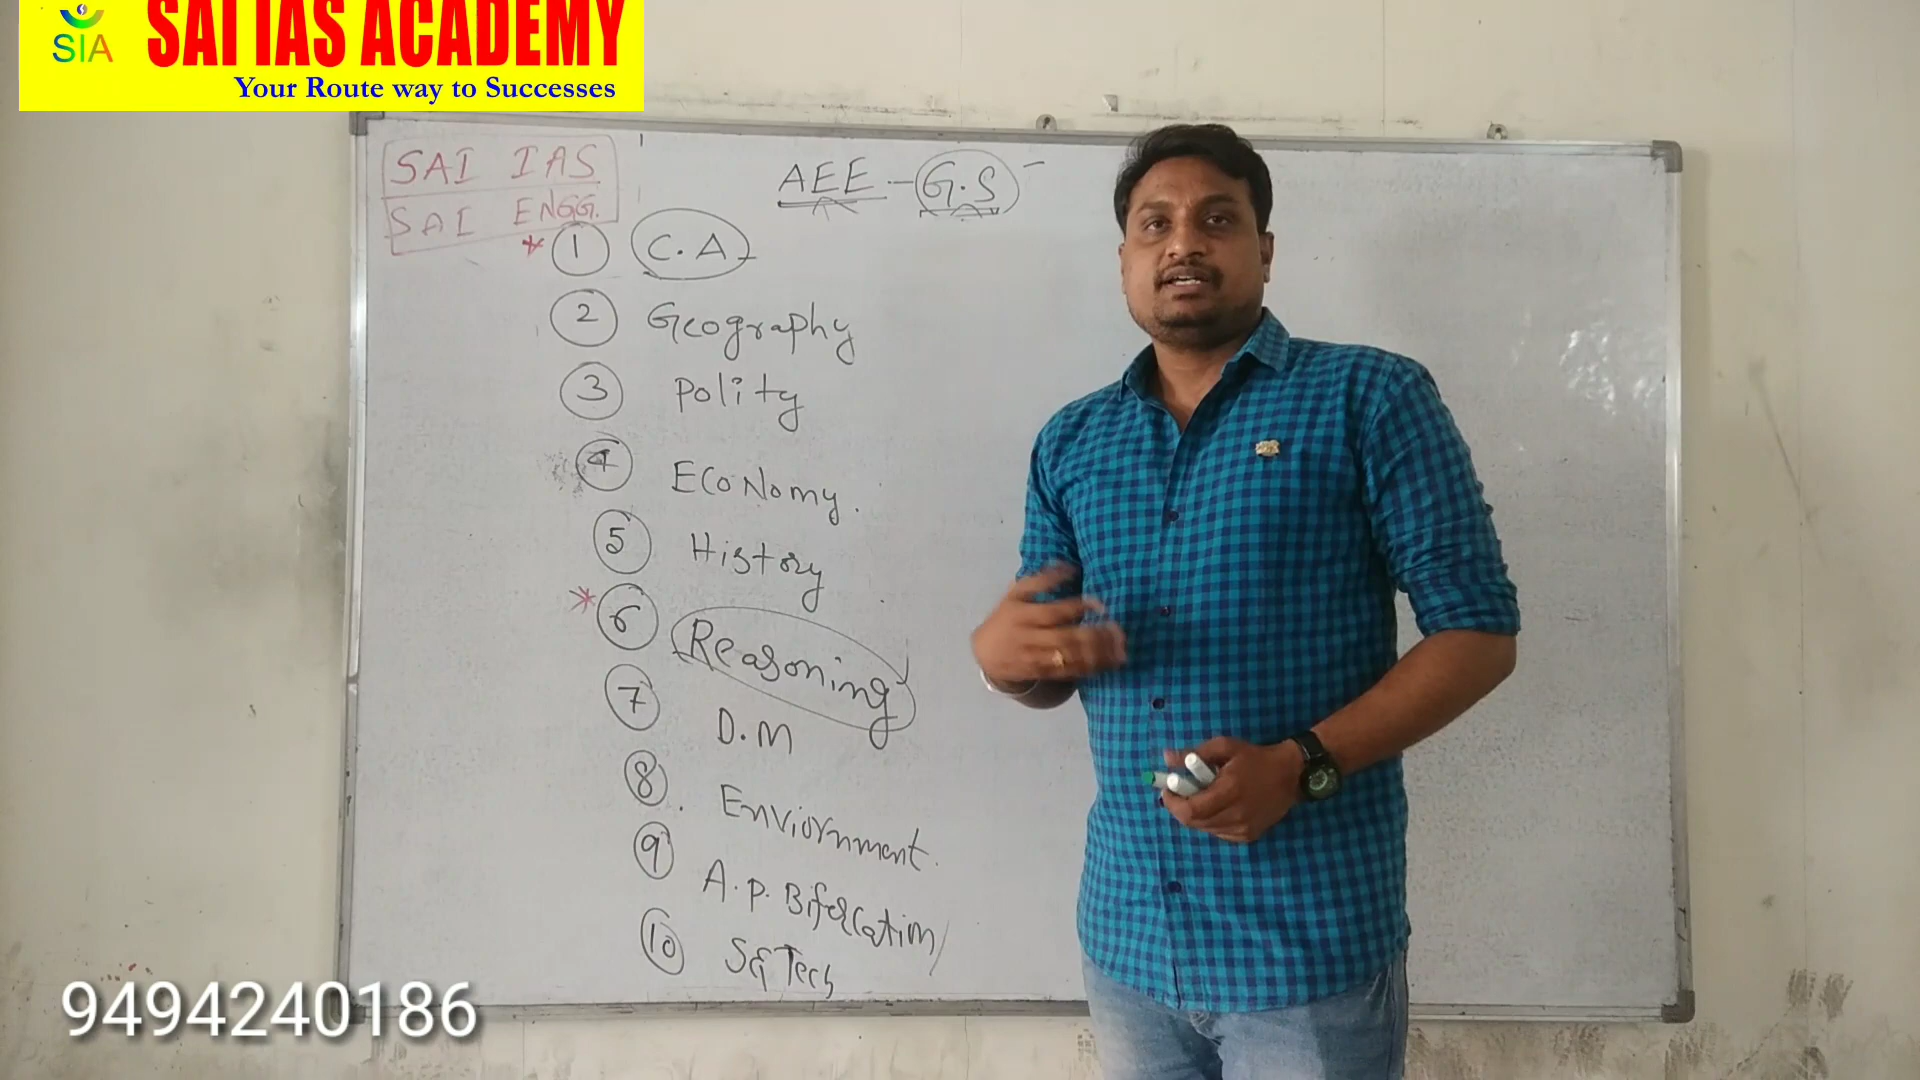 SIA
SAI IAS ACADEMY
Your Route way to Successes
SAI IAS
SAI ENGG.
AEE - G.S
* 1 C.A
2 Geography
3 Polity
4 EcoNomy.
5 History
* 6 Reasoning
7 D.M
8. Enviornment.
9 A.P. Bifercation
10 S&Tech
9494240186